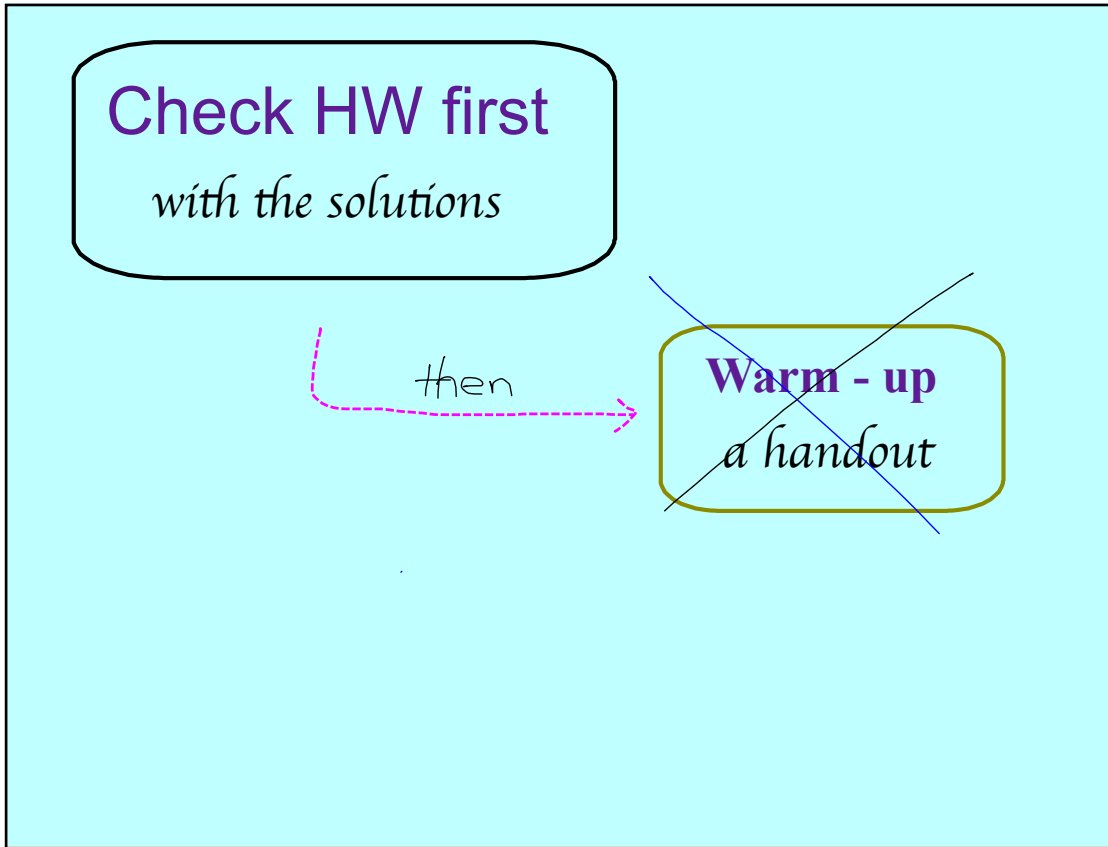 Check HW first
with the solutions
then
Warm - up
a handout